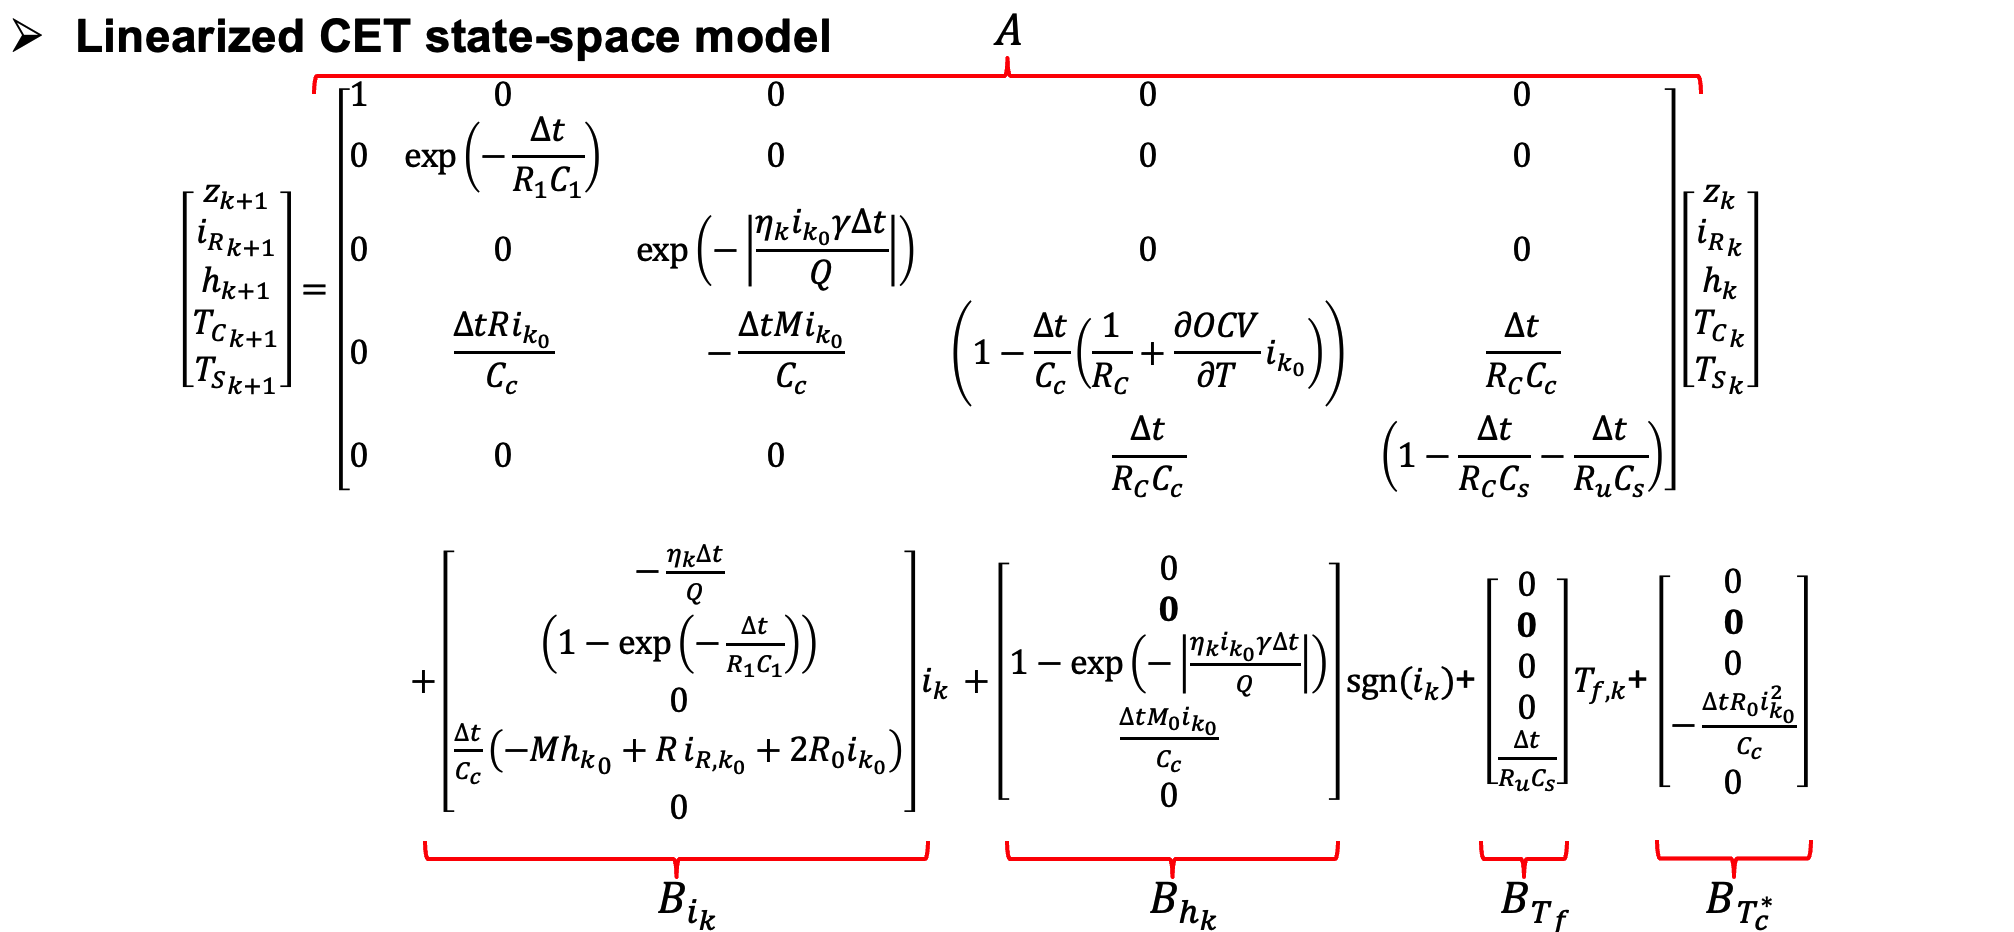 ➢ Linearized CET state-space model
A
\begin{bmatrix} z_{k+1} \\ i_{R_{k+1}} \\ h_{k+1} \\ T_{C_{k+1}} \\ T_{S_{k+1}} \end{bmatrix} = \begin{bmatrix} 1 & 0 & 0 & 0 & 0 \\ 0 & \exp\left(-\frac{\Delta t}{R_1 C_1}\right) & 0 & 0 & 0 \\ 0 & 0 & \exp\left(-\left|\frac{\eta_k i_{k_0} \gamma \Delta t}{Q}\right|\right) & 0 & 0 \\ 0 & \frac{\Delta t R i_{k_0}}{C_c} & -\frac{\Delta t M i_{k_0}}{C_c} & \left(1-\frac{\Delta t}{C_c}\left(\frac{1}{R_C}+\frac{\partial OCV}{\partial T} i_{k_0}\right)\right) & \frac{\Delta t}{R_C C_c} \\ 0 & 0 & 0 & \frac{\Delta t}{R_C C_c} & \left(1-\frac{\Delta t}{R_C C_s}-\frac{\Delta t}{R_u C_s}\right) \end{bmatrix} \begin{bmatrix} z_k \\ i_{R_k} \\ h_k \\ T_{C_k} \\ T_{S_k} \end{bmatrix}
+ \begin{bmatrix} -\frac{\eta_k \Delta t}{Q} \\ \left(1-\exp\left(-\frac{\Delta t}{R_1 C_1}\right)\right) \\ 0 \\ \frac{\Delta t}{C_c}\left(-M h_{k_0} + R\, i_{R,k_0} + 2R_0 i_{k_0}\right) \\ 0 \end{bmatrix} i_k + \begin{bmatrix} 0 \\ \mathbf{0} \\ 1-\exp\left(-\left|\frac{\eta_k i_{k_0} \gamma \Delta t}{Q}\right|\right) \\ \frac{\Delta t M_0 i_{k_0}}{C_c} \\ 0 \end{bmatrix} \text{sgn}(i_k) + \begin{bmatrix} 0 \\ \mathbf{0} \\ 0 \\ 0 \\ \frac{\Delta t}{R_u C_s} \end{bmatrix} T_{f,k} + \begin{bmatrix} 0 \\ \mathbf{0} \\ 0 \\ -\frac{\Delta t R_0 i_{k_0}^2}{C_c} \\ 0 \end{bmatrix}
B_{i_k} B_{h_k} B_{T_f} B_{T_c^*}